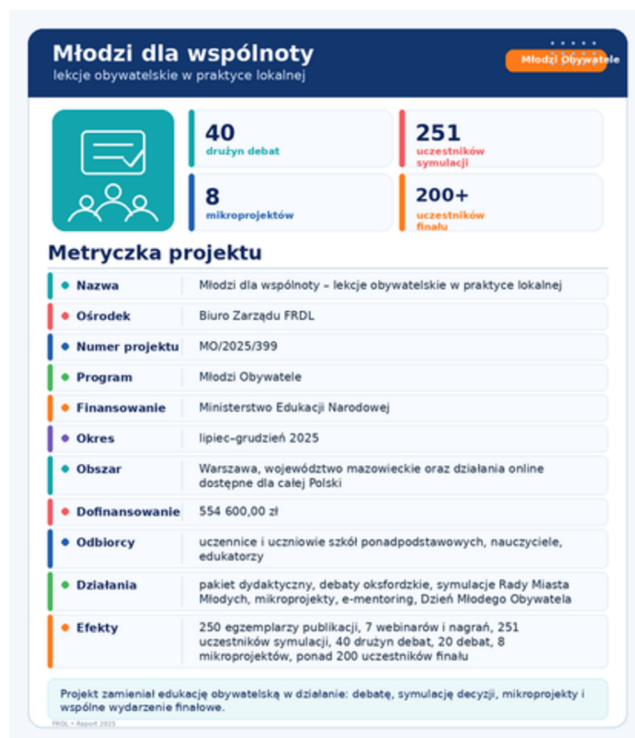 Młodzi dla wspólnoty
lekcje obywatelskie w praktyce lokalnej
Młodzi Obywatele
40
drużyn debat
251
uczestników
symulacji
8
mikroprojektów
200+
uczestników
finału
Metryczka projektu
Nazwa Młodzi dla wspólnoty – lekcje obywatelskie w praktyce lokalnej
Ośrodek Biuro Zarządu FRDL
Numer projektu MO/2025/399
Program Młodzi Obywatele
Finansowanie Ministerstwo Edukacji Narodowej
Okres lipiec–grudzień 2025
Obszar Warszawa, województwo mazowieckie oraz działania online
dostępne dla całej Polski
Dofinansowanie 554 600,00 zł
Odbiorcy uczennice i uczniowie szkół ponadpodstawowych, nauczyciele,
edukatorzy
Działania pakiet dydaktyczny, debaty oksfordzkie, symulacje Rady Miasta
Młodych, mikroprojekty, e-mentoring, Dzień Młodego Obywatela
Efekty 250 egzemplarzy publikacji, 7 webinarów i nagrań, 251
uczestników symulacji, 40 drużyn debat, 20 debat, 8
mikroprojektów, ponad 200 uczestników finału
Projekt zamieniał edukację obywatelską w działanie: debatę, symulację decyzji, mikroprojekty i
wspólne wydarzenie finałowe.
FRDL • Raport 2025